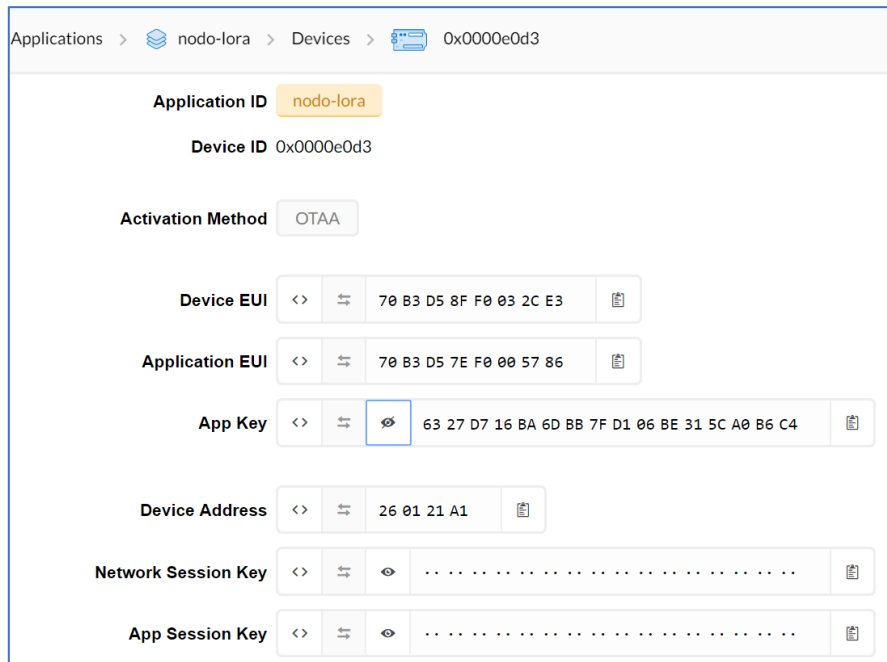 Applications > nodo-lora > Devices > 0x0000e0d3
Application ID nodo-lora
Device ID 0x0000e0d3
Activation Method OTAA
Device EUI <> 70 B3 D5 8F F0 03 2C E3
Application EUI <> 70 B3 D5 7E F0 00 57 86
App Key <> 63 27 D7 16 BA 6D BB 7F D1 06 BE 31 5C A0 B6 C4
Device Address <> 26 01 21 A1
Network Session Key <> ·· ·· ·· ·· ·· ·· ·· ·· ·· ·· ·· ·· ·· ·· ·· ··
App Session Key <> ·· ·· ·· ·· ·· ·· ·· ·· ·· ·· ·· ·· ·· ·· ·· ··